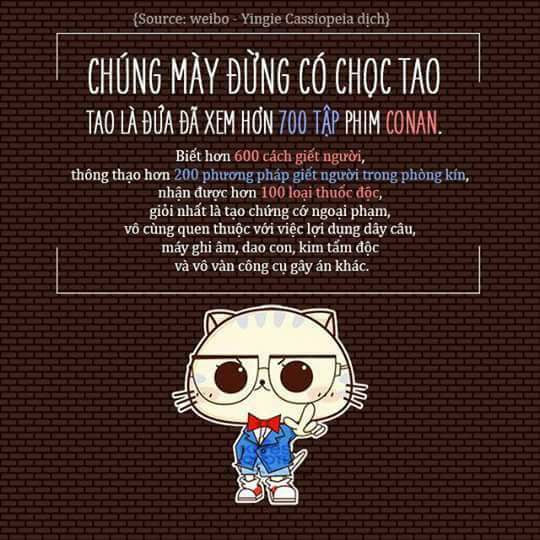 {Source: weibo - Yingie Cassiopeia dịch}
CHÚNG MÀY ĐỪNG CÓ CHỌC TAO
TAO LÀ ĐỨA ĐÃ XEM HƠN 700 TẬP PHIM CONAN.
Biết hơn 600 cách giết người,
thông thạo hơn 200 phương pháp giết người trong phòng kín,
nhận được hơn 100 loại thuốc độc,
giỏi nhất là tạo chứng cớ ngoại phạm,
vô cùng quen thuộc với việc lợi dụng dây câu,
máy ghi âm, dao con, kim tẩm độc
và vô vàn công cụ gây án khác.